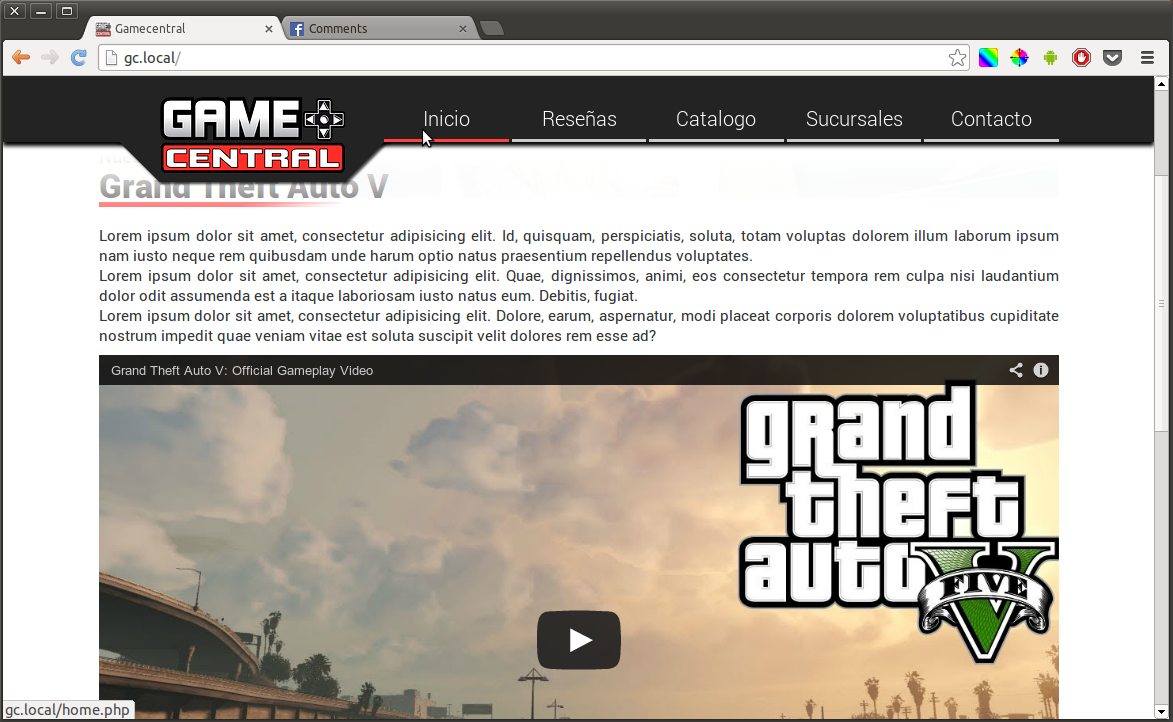 Gamecentral
Comments
gc.local/
GAME
CENTRAL
Inicio
Reseñas
Catalogo
Sucursales
Contacto
Grand Theft Auto V
Lorem ipsum dolor sit amet, consectetur adipisicing elit. Id, quisquam, perspiciatis, soluta, totam voluptas dolorem illum laborum ipsum
nam iusto neque rem quibusdam unde harum optio natus praesentium repellendus voluptates.
Lorem ipsum dolor sit amet, consectetur adipisicing elit. Quae, dignissimos, animi, eos consectetur tempora rem culpa nisi laudantium
dolor odit assumenda est a itaque laboriosam iusto natus eum. Debitis, fugiat.
Lorem ipsum dolor sit amet, consectetur adipisicing elit. Dolore, earum, aspernatur, modi placeat corporis dolorem voluptatibus cupiditate
nostrum impedit quae veniam vitae est soluta suscipit velit dolores rem esse ad?
Grand Theft Auto V: Official Gameplay Video
grand
theft
auto V
FIVE
gc.local/home.php